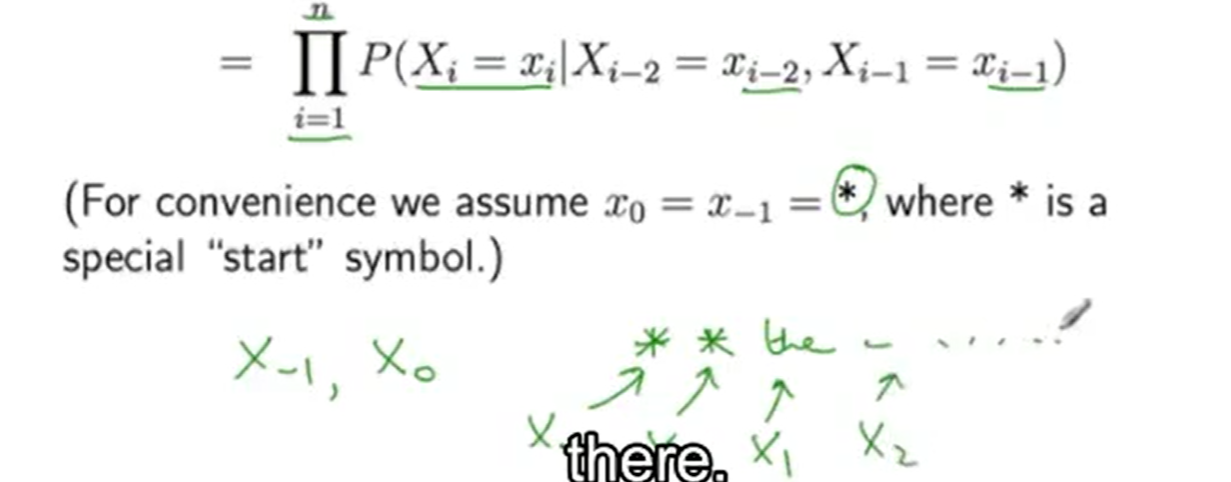 n
= ∏ P(X_i = x_i|X_{i−2} = x_{i−2}, X_{i−1} = x_{i−1})
i=1
(For convenience we assume x_0 = x_{−1} = *, where * is a
special “start” symbol.)
X_{-1}, X_0 * * the - . . . . .
X X_1 X_2
there.